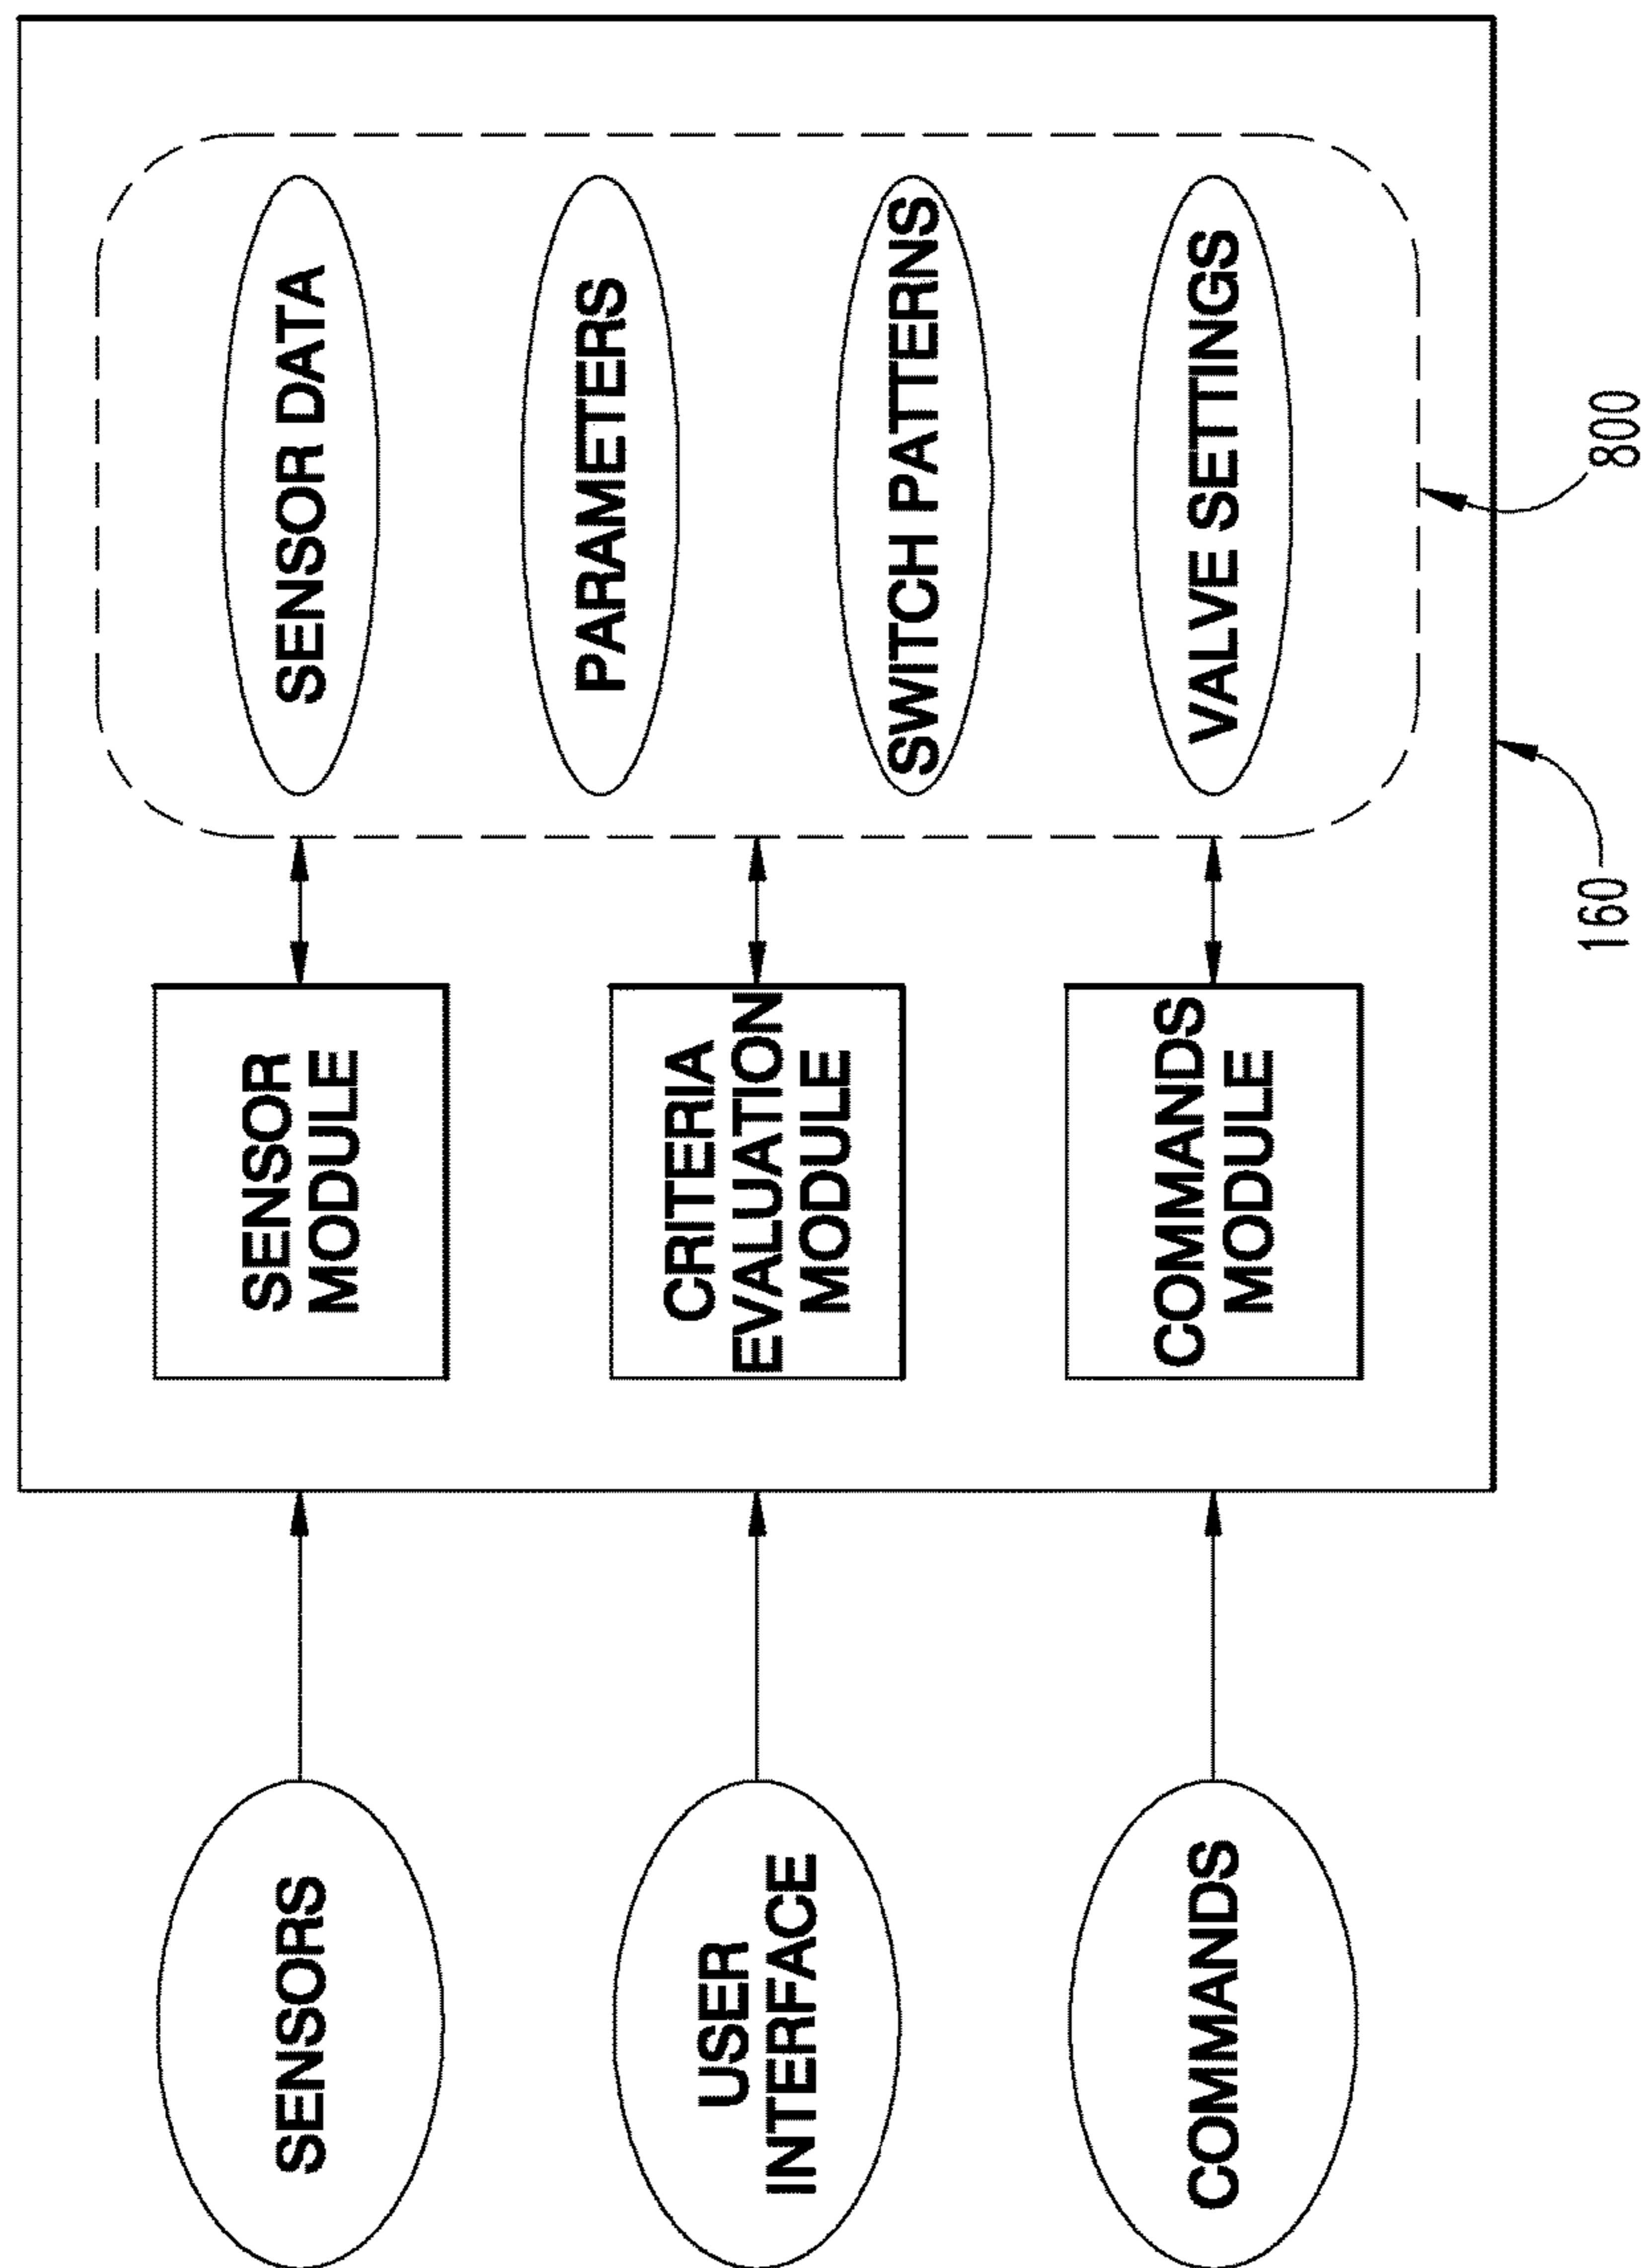 SENSORS
USER
INTERFACE
COMMANDS
SENSOR
MODULE
CRITERIA
EVALUATION
MODULE
COMMANDS
MODULE
SENSOR DATA
PARAMETERS
SWITCH PATTERNS
VALVE SETTINGS
160
800